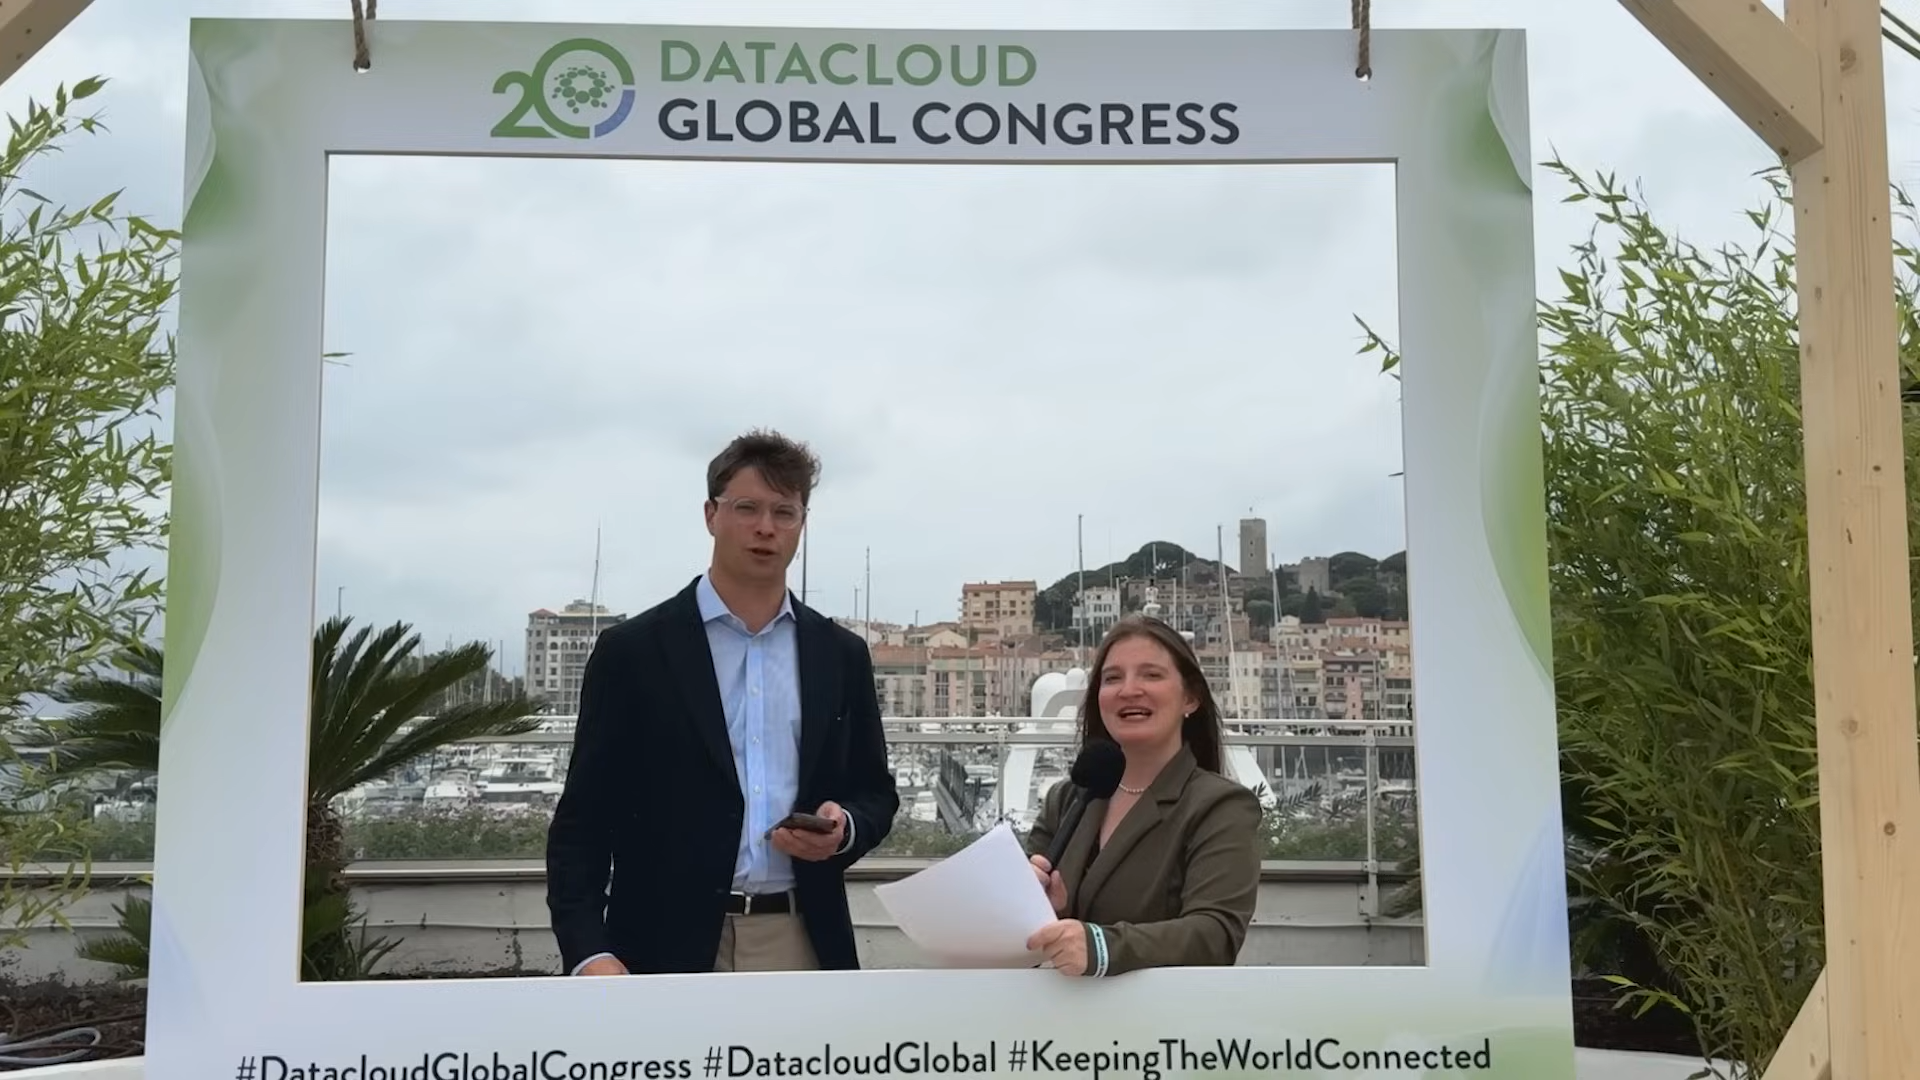 20 DATACLOUD
GLOBAL CONGRESS
#DatacloudGlobalCongress #DatacloudGlobal #KeepingTheWorldConnected